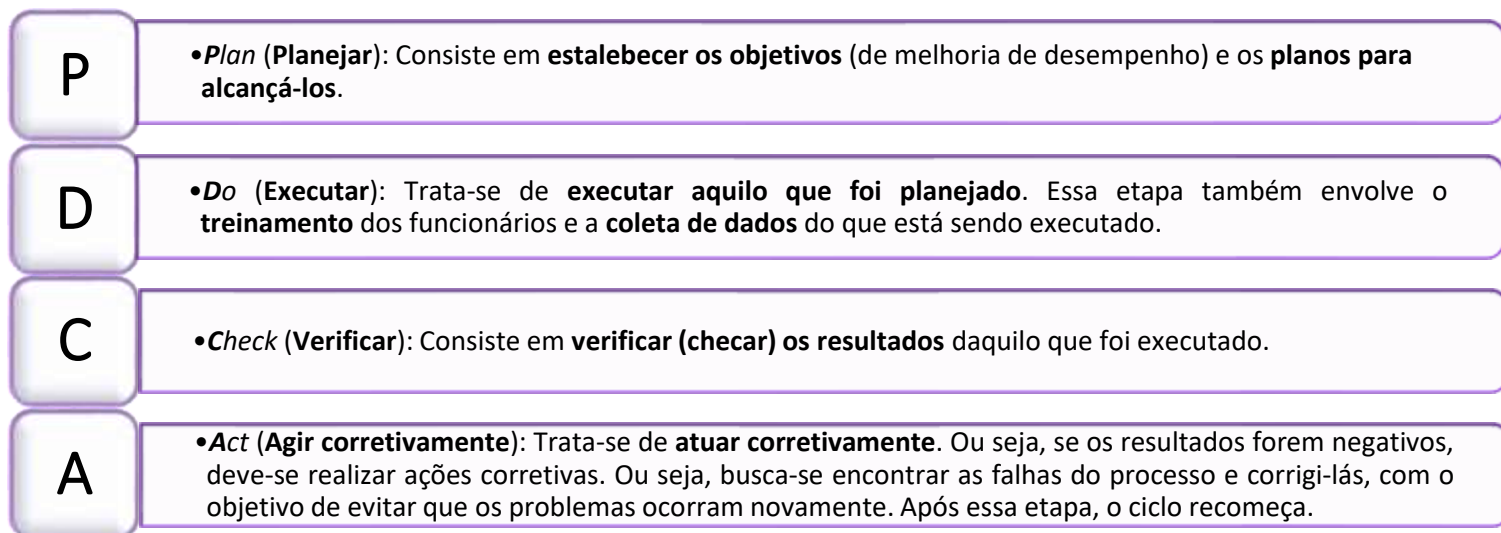 P
•Plan (Planejar): Consiste em estalebecer os objetivos (de melhoria de desempenho) e os planos para
alcançá-los.
D
•Do (Executar): Trata-se de executar aquilo que foi planejado. Essa etapa também envolve o
treinamento dos funcionários e a coleta de dados do que está sendo executado.
C
•Check (Verificar): Consiste em verificar (checar) os resultados daquilo que foi executado.
A
•Act (Agir corretivamente): Trata-se de atuar corretivamente. Ou seja, se os resultados forem negativos,
deve-se realizar ações corretivas. Ou seja, busca-se encontrar as falhas do processo e corrigi-lás, com o
objetivo de evitar que os problemas ocorram novamente. Após essa etapa, o ciclo recomeça.